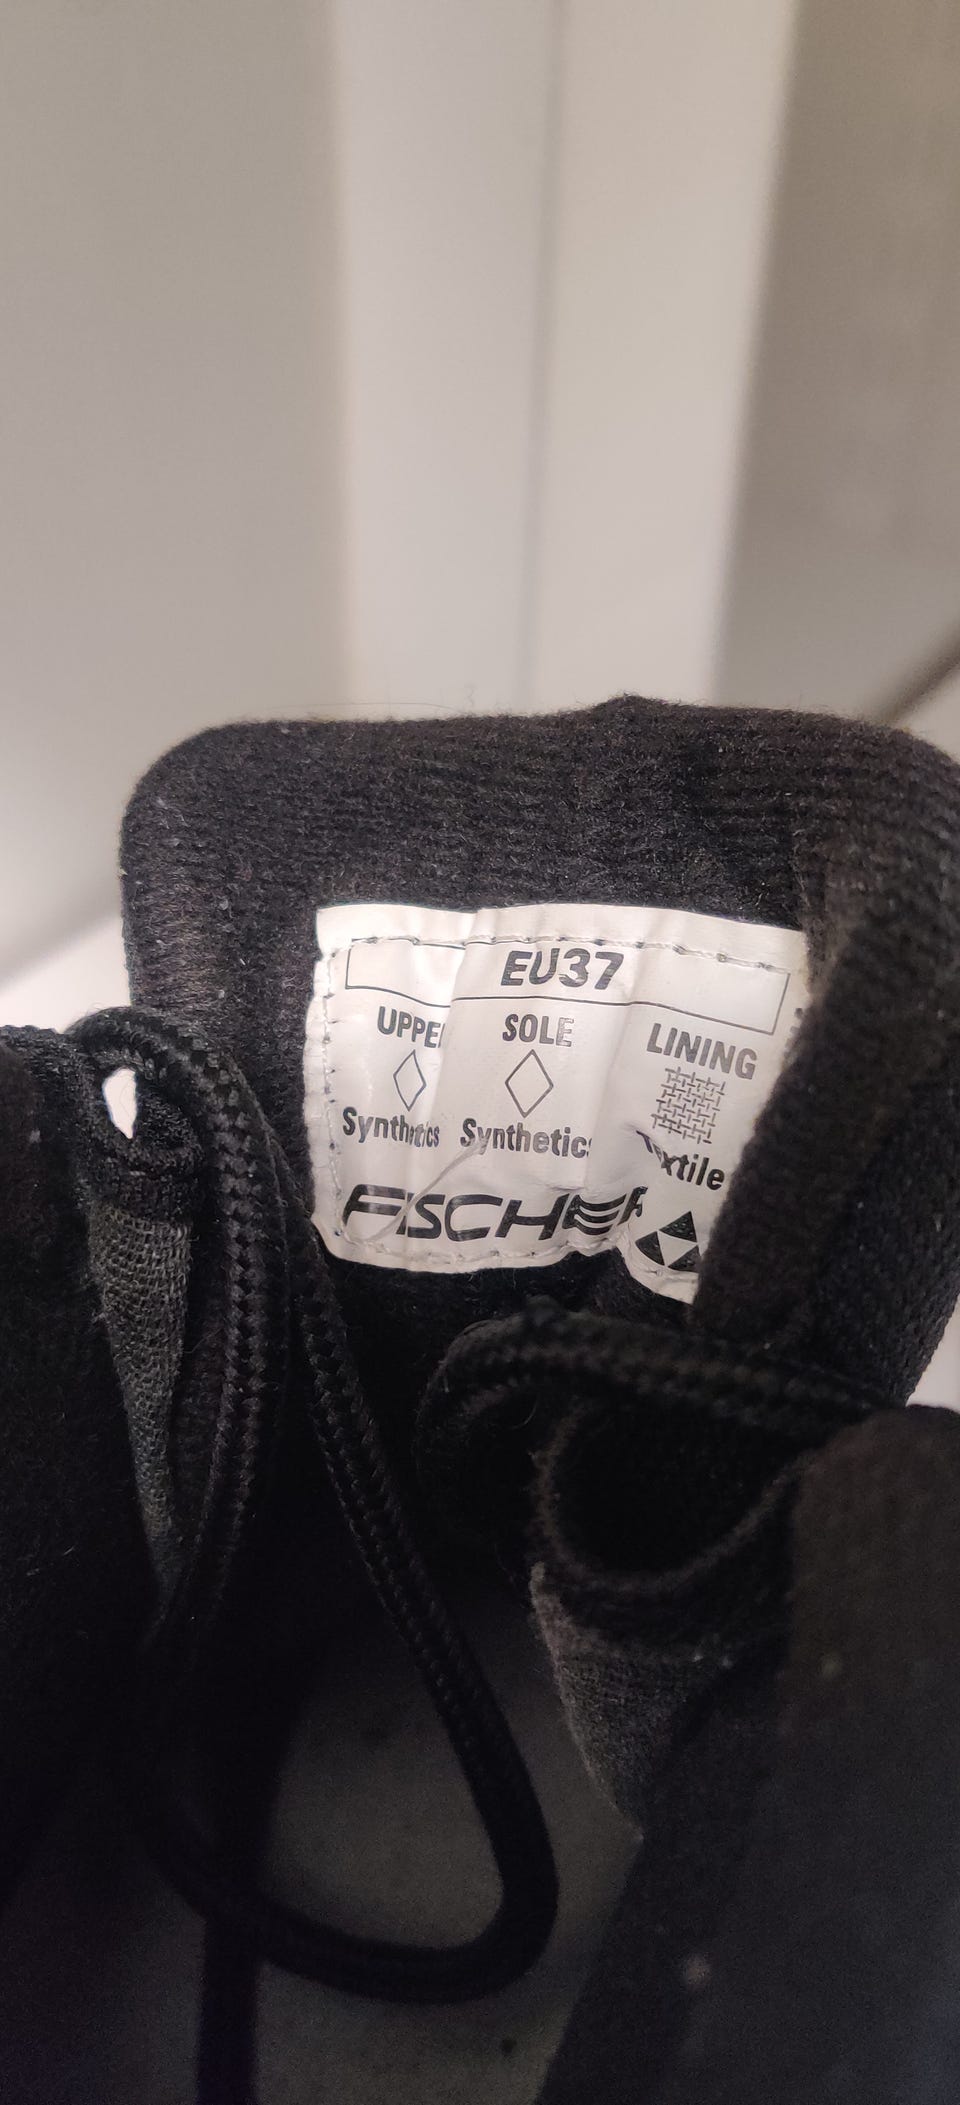 EU37
UPPER SOLE LINING
Synthetics Synthetics Textile
FISCHER